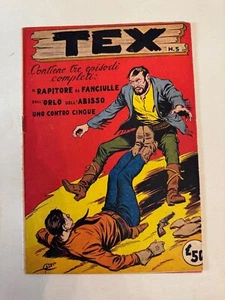 TEX
N.5
Contiene tre episodi
completi:
IL RAPITORE DI FANCIULLE
SULL'ORLO DELL'ABISSO
UNO CONTRO CINQUE
£50